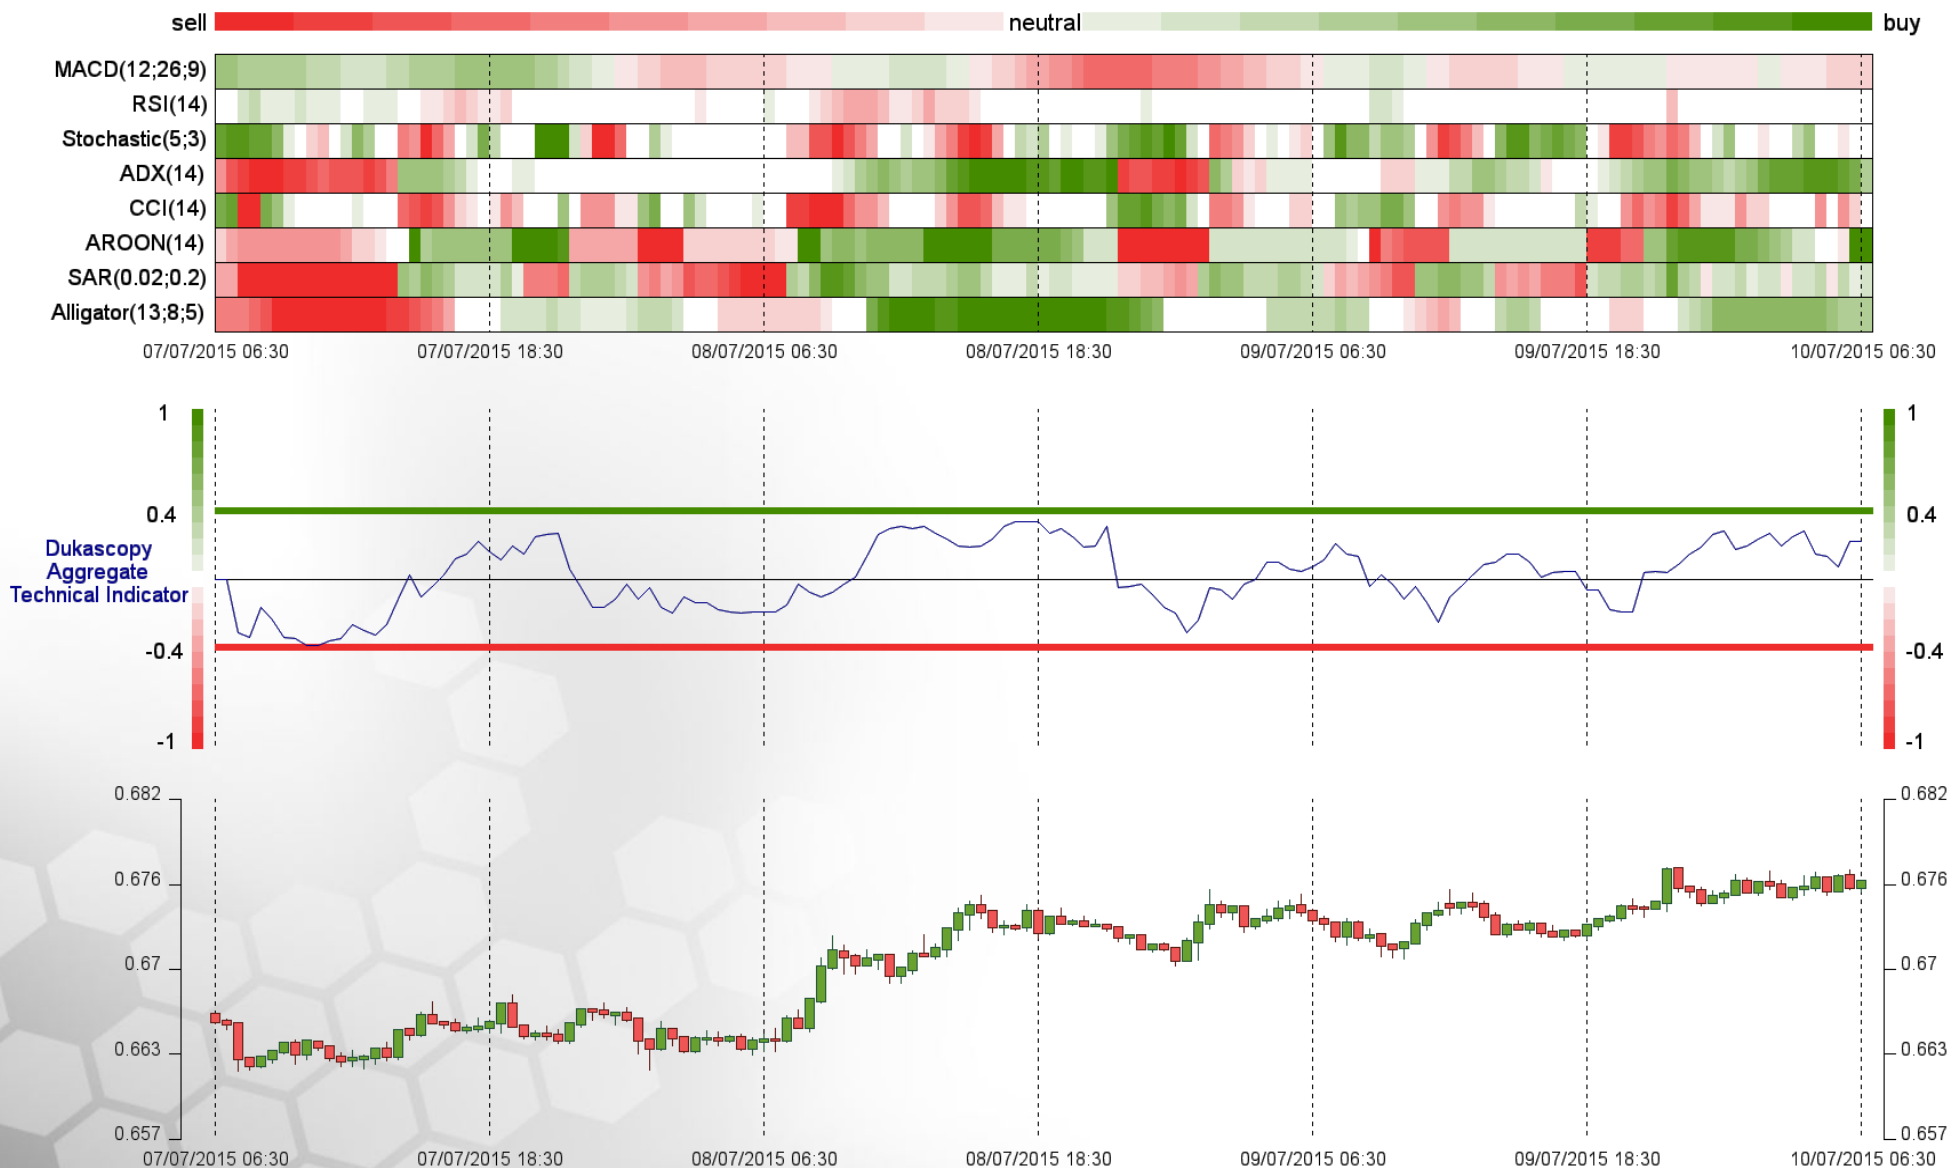 sell neutral buy
MACD(12;26;9)
RSI(14)
Stochastic(5;3)
ADX(14)
CCI(14)
AROON(14)
SAR(0.02;0.2)
Alligator(13;8;5)
07/07/2015 06:30 07/07/2015 18:30 08/07/2015 06:30 08/07/2015 18:30 09/07/2015 06:30 09/07/2015 18:30 10/07/2015 06:30
1 1
0.4 0.4
Dukascopy
Aggregate
Technical Indicator
-0.4 -0.4
-1 -1
0.682 0.682
0.676 0.676
0.67 0.67
0.663 0.663
0.657 0.657
07/07/2015 06:30 07/07/2015 18:30 08/07/2015 06:30 08/07/2015 18:30 09/07/2015 06:30 09/07/2015 18:30 10/07/2015 06:30